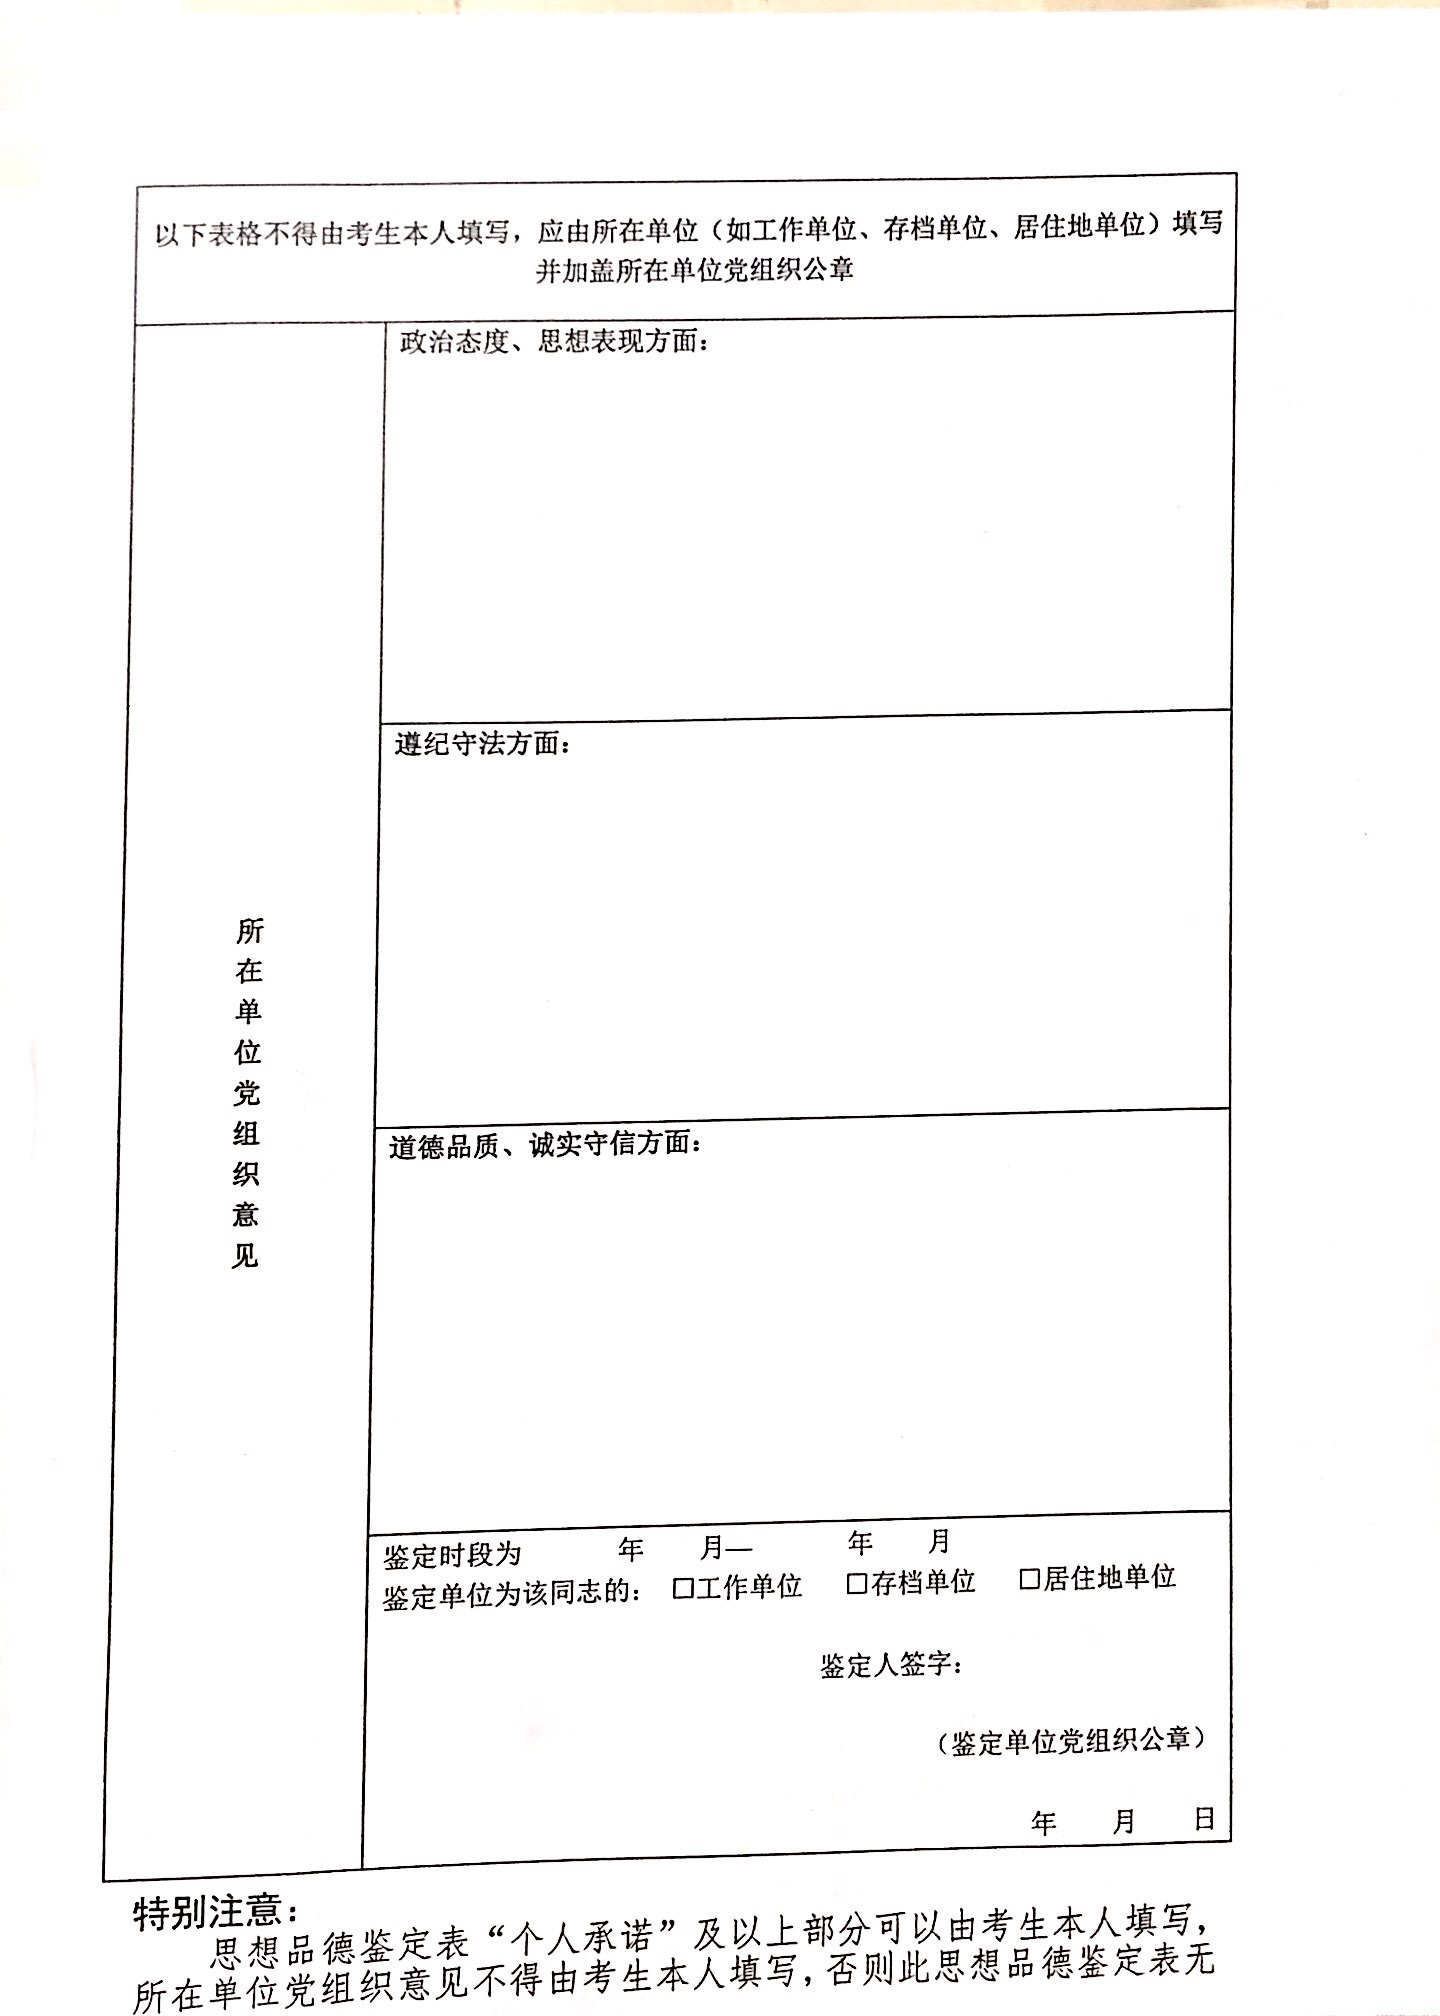 以下表格不得由考生本人填写，应由所在单位（如工作单位、存档单位、居住地单位）填写
并加盖所在单位党组织公章
所在单位党组织意见
政治态度、思想表现方面：
遵纪守法方面：
道德品质、诚实守信方面：
鉴定时段为 年 月— 年 月
鉴定单位为该同志的： □工作单位 □存档单位 □居住地单位
鉴定人签字：
（鉴定单位党组织公章）
年 月 日
特别注意：
思想品德鉴定表“个人承诺”及以上部分可以由考生本人填写，
所在单位党组织意见不得由考生本人填写，否则此思想品德鉴定表无